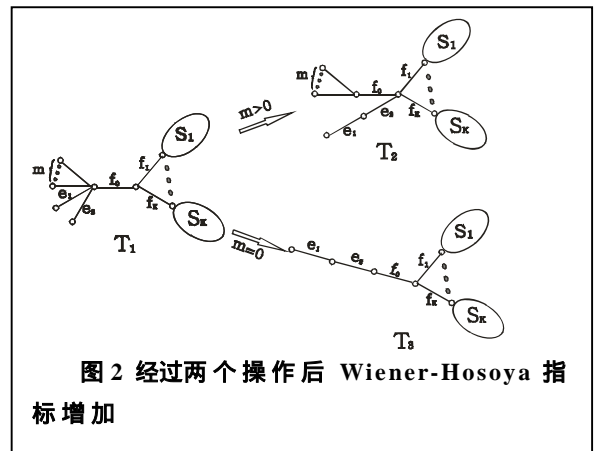 S₁
m f₀ f₁
m>0 e₂ fₖ Sₖ
e₁
T₂
S₁
m f₀ f₁
e₁ e₂ fₖ Sₖ
T₁
m=0
S₁
e₁ e₂ f₀ f₁
fₖ Sₖ
T₃
图 2 经过两个操作后 Wiener-Hosoya 指
标增加